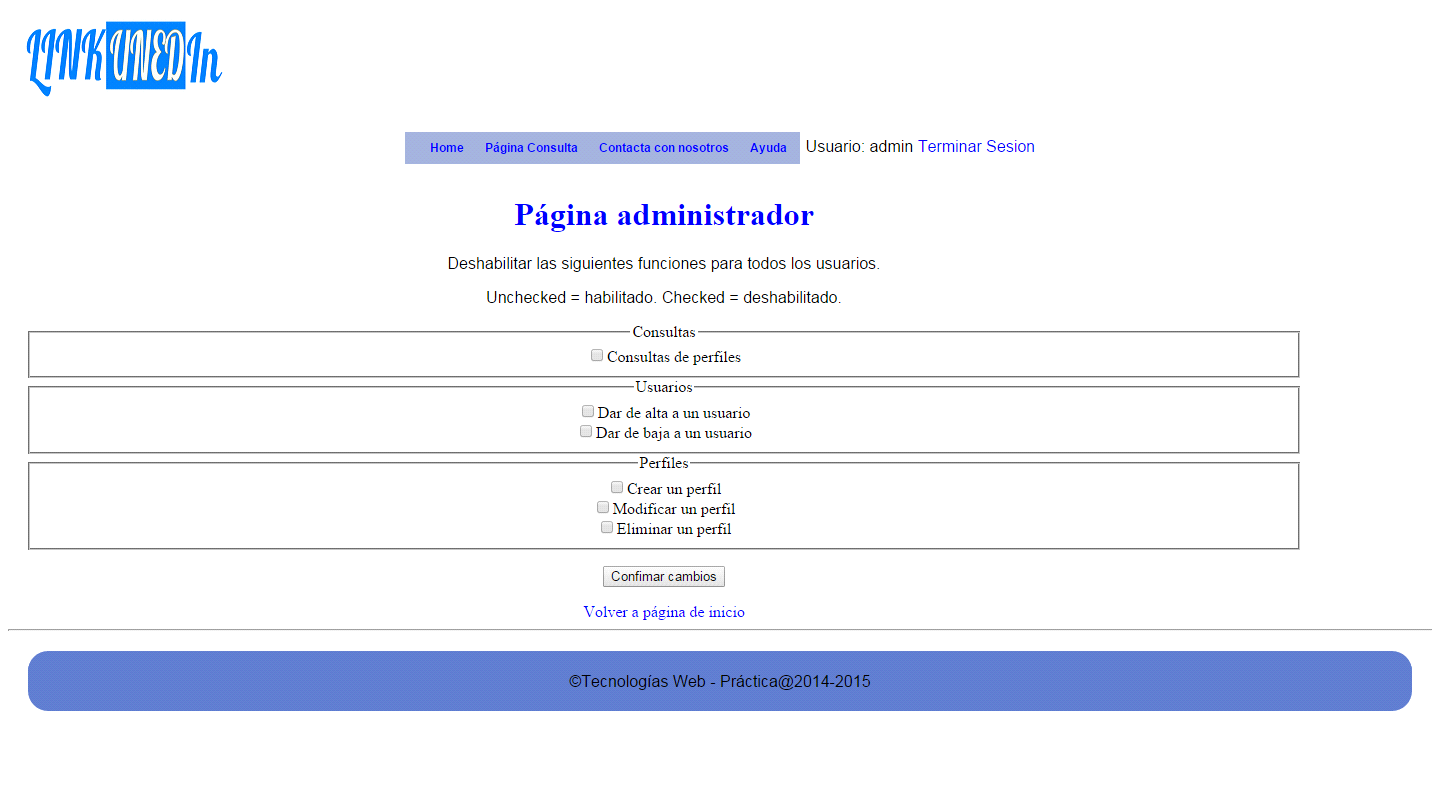 LINKUNEDIn
Home Página Consulta Contacta con nosotros Ayuda Usuario: admin Terminar Sesion
Página administrador
Deshabilitar las siguientes funciones para todos los usuarios.
Unchecked = habilitado. Checked = deshabilitado.
Consultas
Consultas de perfiles
Usuarios
Dar de alta a un usuario
Dar de baja a un usuario
Perfiles
Crear un perfil
Modificar un perfil
Eliminar un perfil
Confimar cambios
Volver a página de inicio
©Tecnologías Web - Práctica@2014-2015